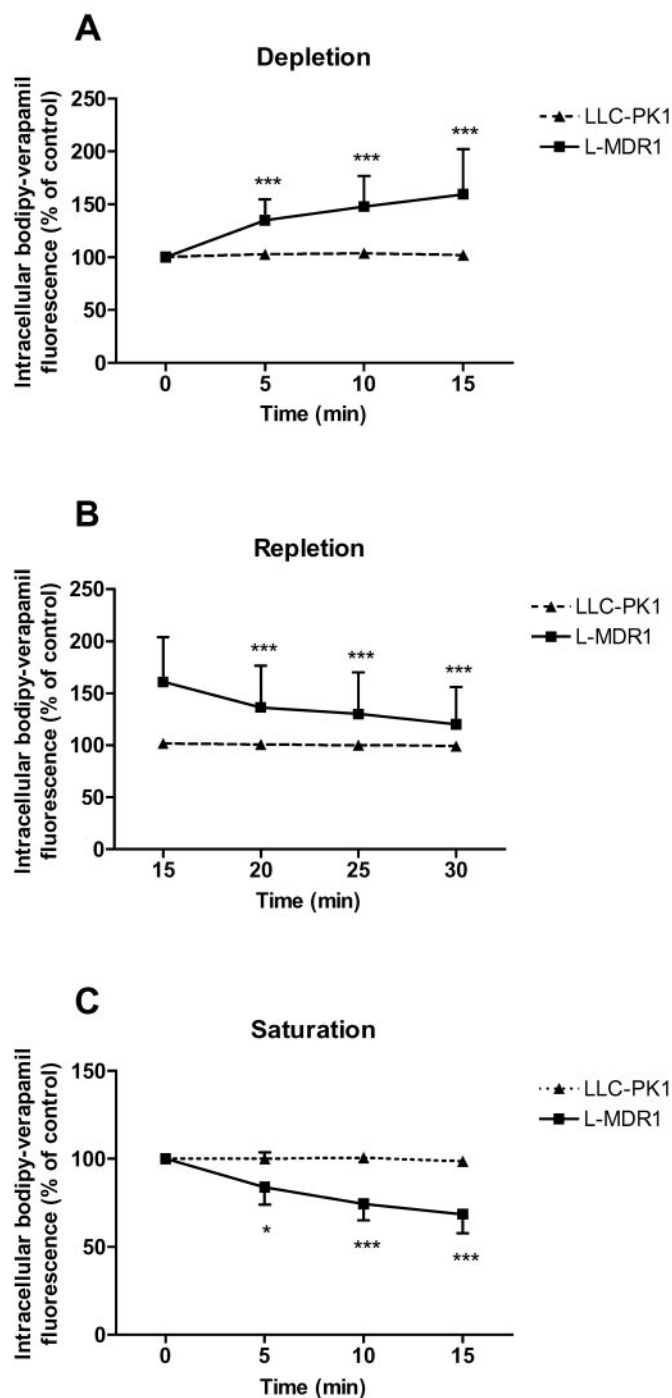 A
Depletion
Intracellular bodipy-verapamil
fluorescence (% of control)
250
200
150
100
50
0
***
***
***
0 5 10 15
Time (min)
LLC-PK1
L-MDR1
B
Repletion
Intracellular bodipy-verapamil
fluorescence (% of control)
250
200
150
100
50
0
***
***
***
15 20 25 30
Time (min)
LLC-PK1
L-MDR1
C
Saturation
Intracellular bodipy-verapamil
fluorescence (% of control)
150
100
50
0
*
***
***
0 5 10 15
Time (min)
LLC-PK1
L-MDR1